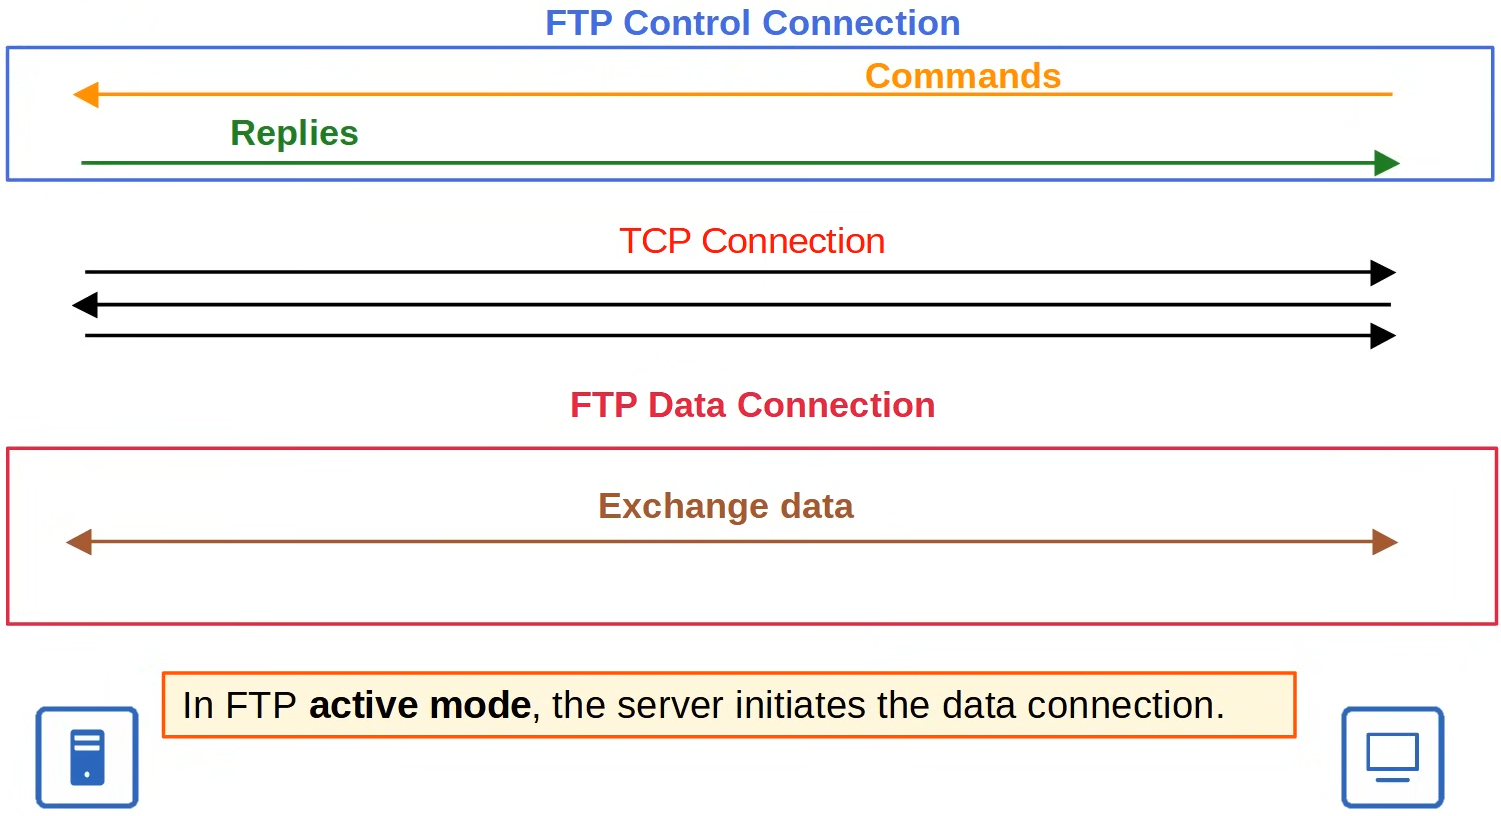 FTP Control Connection
Commands
Replies
TCP Connection
FTP Data Connection
Exchange data
In FTP active mode, the server initiates the data connection.